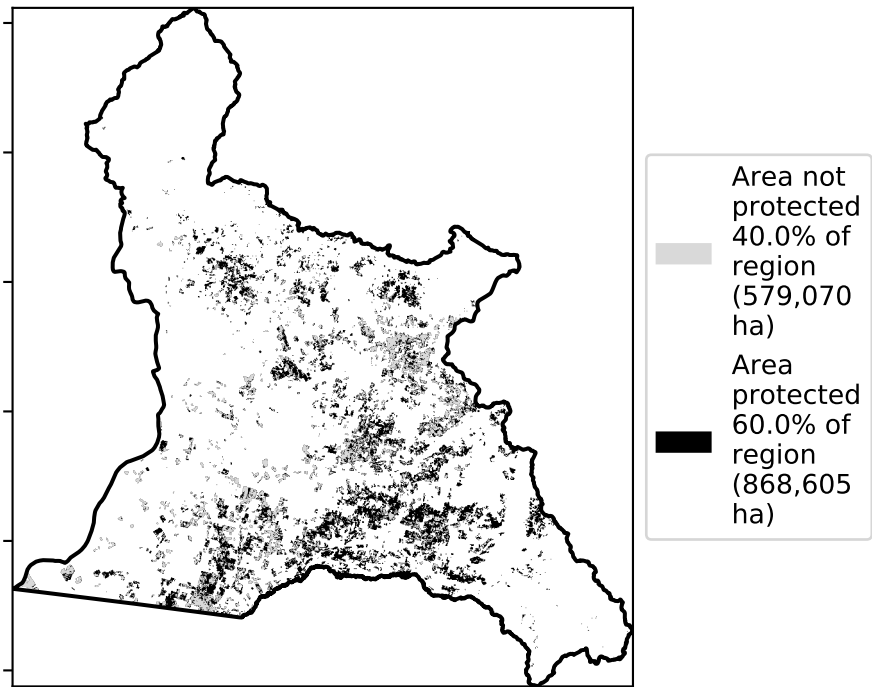 Area not
protected
40.0% of
region
(579,070
ha)
Area
protected
60.0% of
region
(868,605
ha)